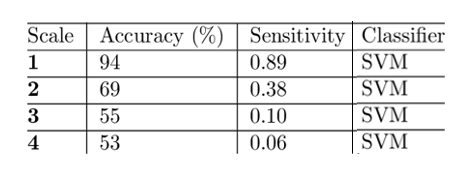 Scale Accuracy (%) Sensitivity Classifier
1 94 0.89 SVM
2 69 0.38 SVM
3 55 0.10 SVM
4 53 0.06 SVM